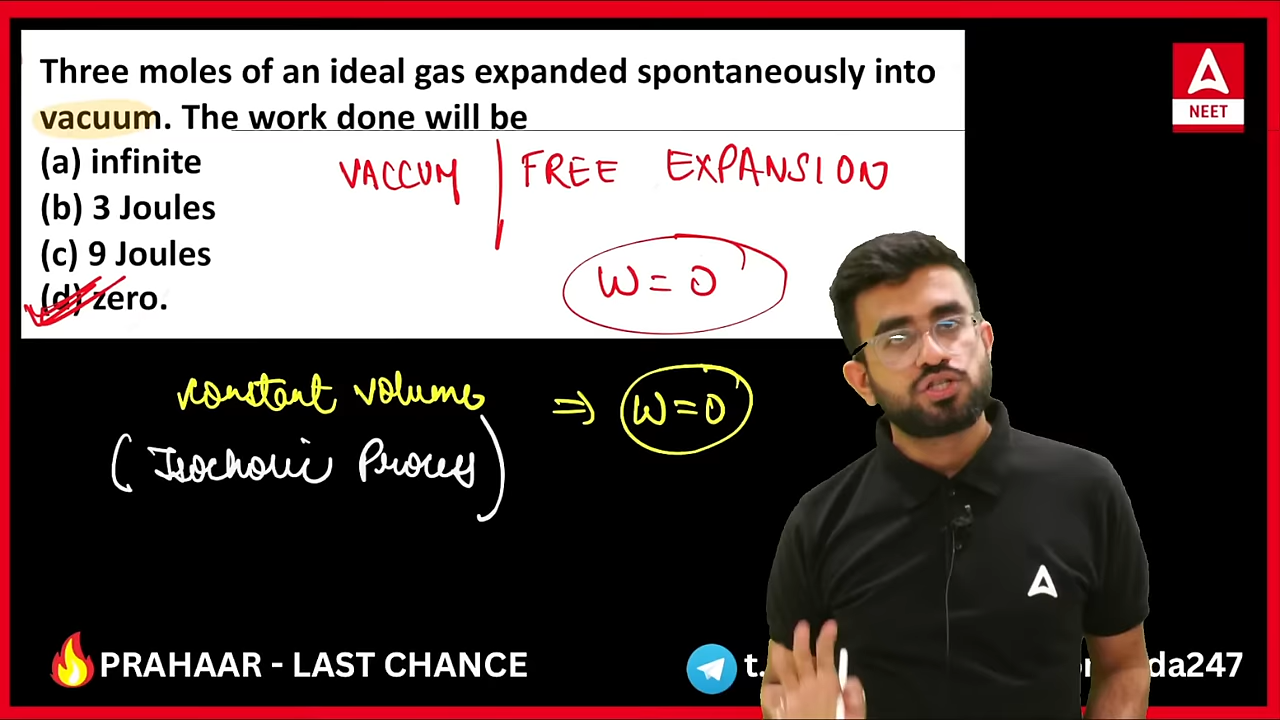 Three moles of an ideal gas expanded spontaneously into
vacuum. The work done will be
(a) infinite
(b) 3 Joules
(c) 9 Joules
(d) zero.
VACCUM | FREE EXPANSION
W = 0
constant volume ⇒ W = 0
(Isochoric Process)
A
NEET
PRAHAAR - LAST CHANCE
t.
da247